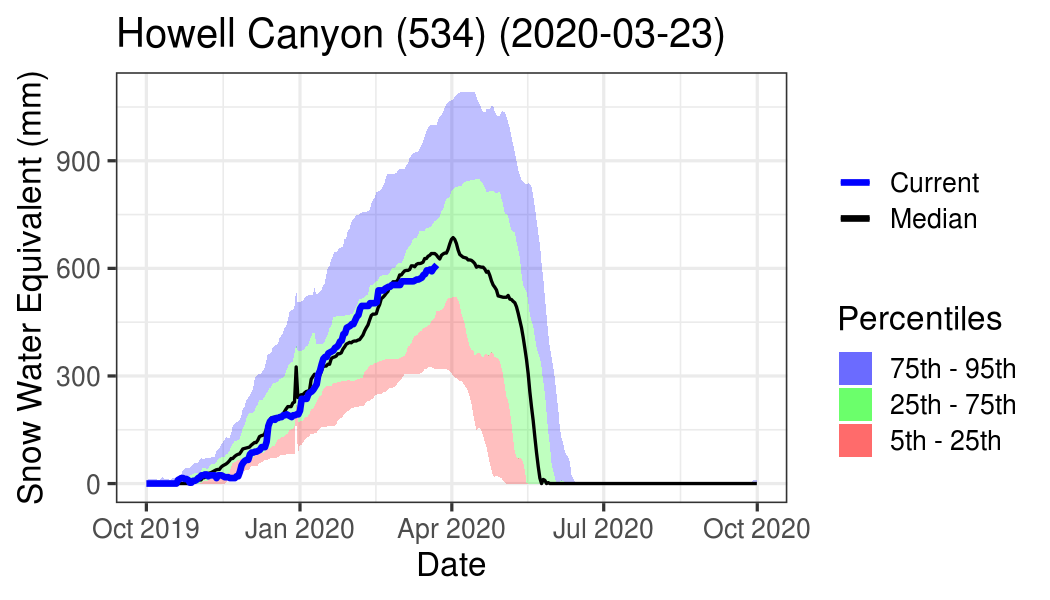 Howell Canyon (534) (2020-03-23)
Snow Water Equivalent (mm)
900
600
300
0
Oct 2019
Jan 2020
Apr 2020
Jul 2020
Oct 2020
Date
Current
Median
Percentiles
75th - 95th
25th - 75th
5th - 25th